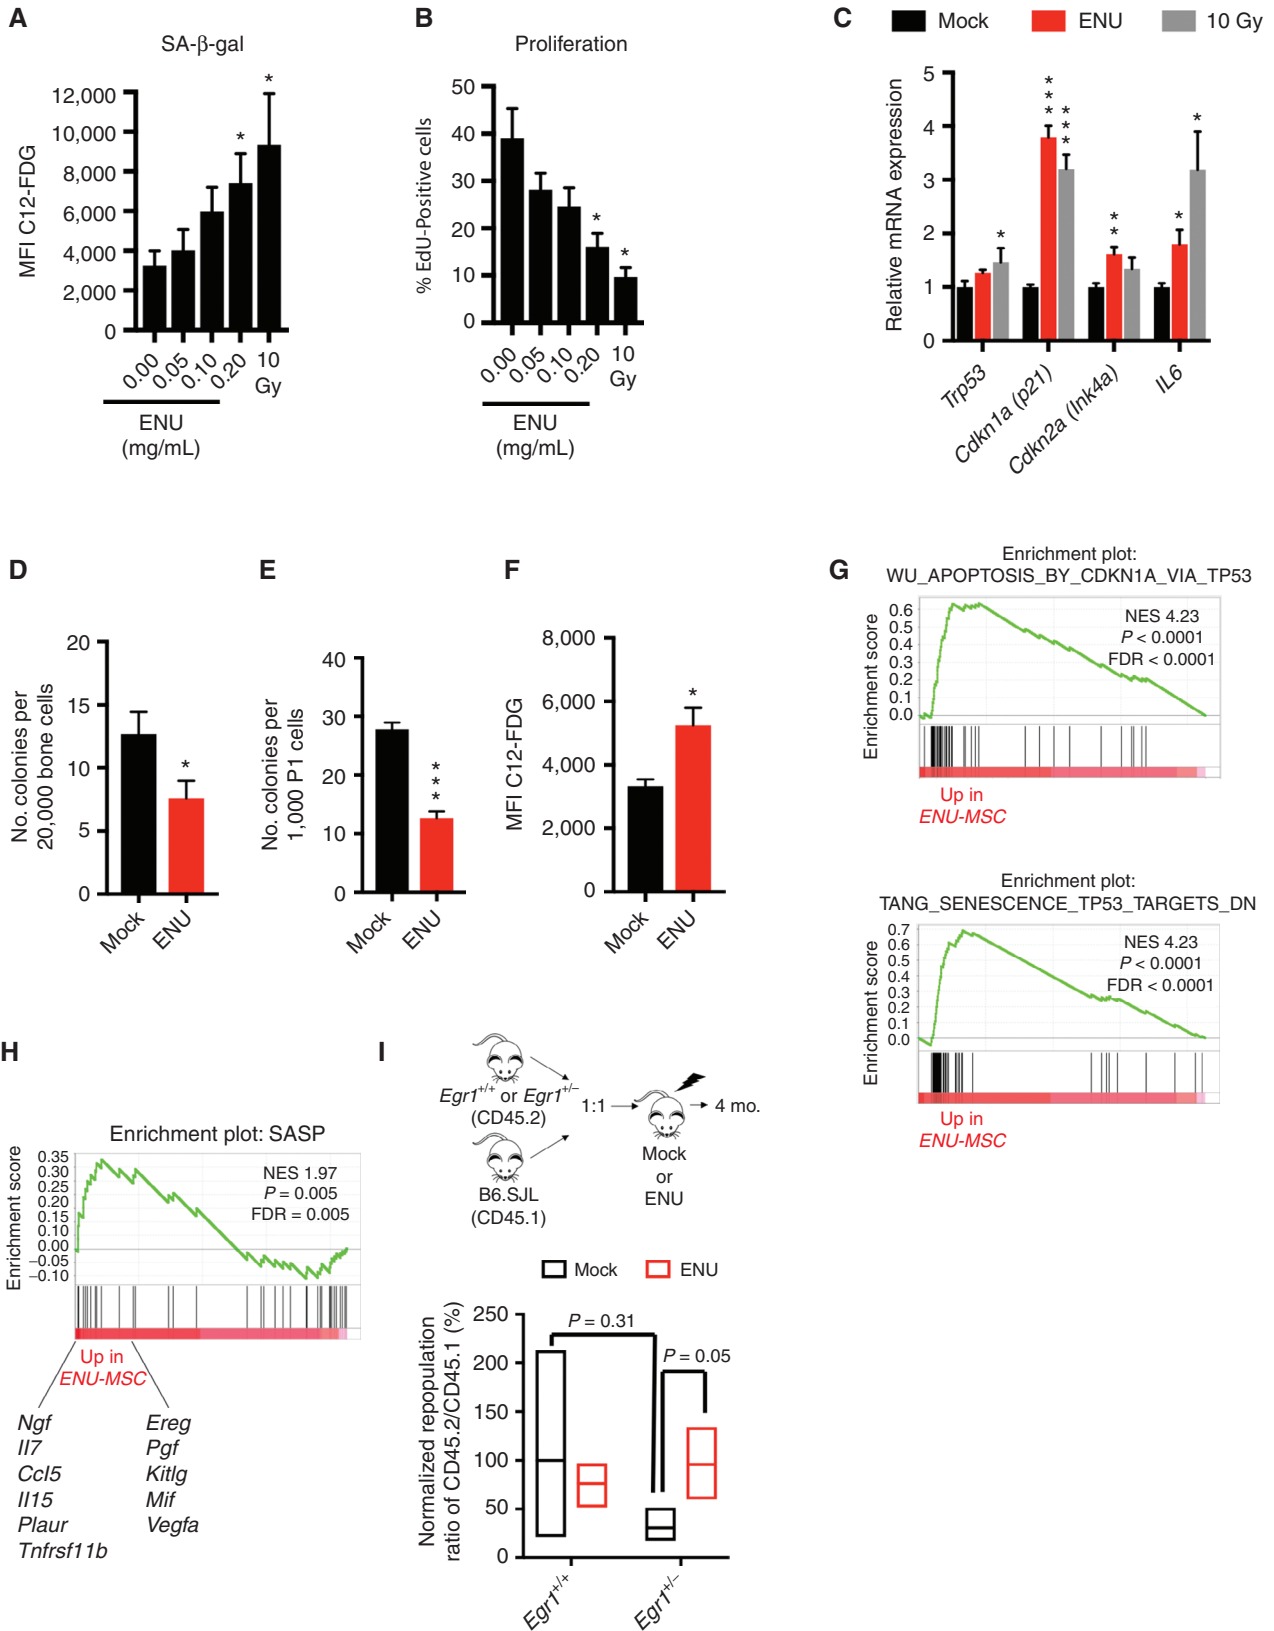 A
SA-β-gal
MFI C12-FDG
12,000
10,000
8,000
6,000
4,000
2,000
0
*
*
0.00
0.05
0.10
0.20
10
Gy
ENU
(mg/mL)
B
Proliferation
% EdU-Positive cells
50
40
30
20
10
0
*
*
0.00
0.05
0.10
0.20
10
Gy
ENU
(mg/mL)
C
Mock
ENU
10 Gy
Relative mRNA expression
5
4
3
2
1
0
*
***
***
**
*
*
Trp53
Cdkn1a (p21)
Cdkn2a (Ink4a)
IL6
D
No. colonies per
20,000 bone cells
20
15
10
5
0
*
Mock
ENU
E
No. colonies per
1,000 P1 cells
40
30
20
10
0
***
Mock
ENU
F
MFI C12-FDG
8,000
6,000
4,000
2,000
0
*
Mock
ENU
G
Enrichment plot:
WU_APOPTOSIS_BY_CDKN1A_VIA_TP53
Enrichment score
0.6
0.5
0.4
0.3
0.2
0.1
0.0
NES 4.23
P < 0.0001
FDR < 0.0001
Up in
ENU-MSC
Enrichment plot:
TANG_SENESCENCE_TP53_TARGETS_DN
Enrichment score
0.7
0.6
0.5
0.4
0.3
0.2
0.1
0.0
NES 4.23
P < 0.0001
FDR < 0.0001
Up in
ENU-MSC
H
Enrichment plot: SASP
Enrichment score
0.35
0.30
0.25
0.20
0.15
0.10
0.05
0.00
−0.05
−0.10
NES 1.97
P = 0.005
FDR = 0.005
Up in
ENU-MSC
Ngf
Il7
Ccl5
Il15
Plaur
Tnfrsf11b
Ereg
Pgf
Kitlg
Mif
Vegfa
I
Egr1+/+ or Egr1+/−
(CD45.2)
1:1
4 mo.
B6.SJL
(CD45.1)
Mock
or
ENU
Mock
ENU
Normalized repopulation
ratio of CD45.2/CD45.1 (%)
250
200
150
100
50
0
P = 0.31
P = 0.05
Egr1+/+
Egr1+/−